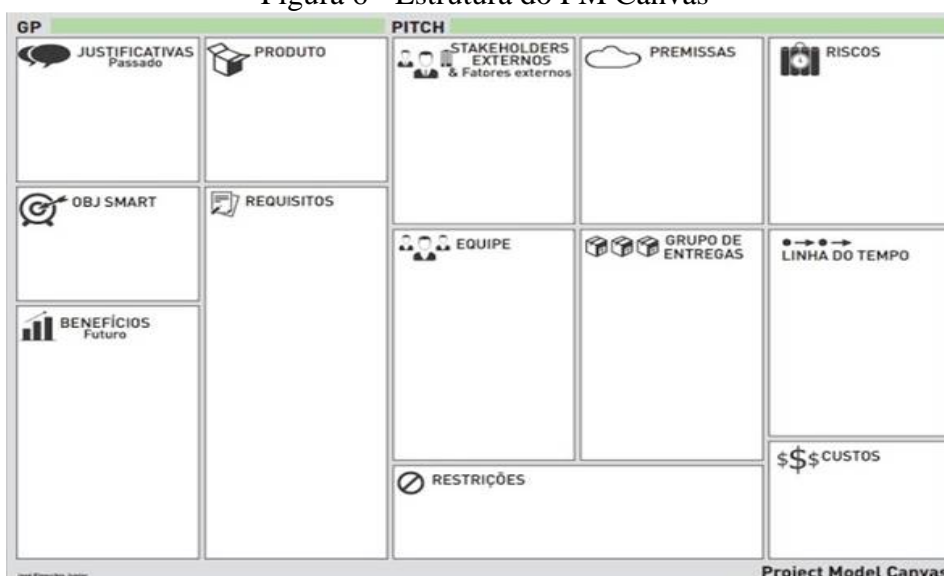 Figura 6 - Estrutura do PM Canvas
GP
PITCH
JUSTIFICATIVAS
Passado
PRODUTO
STAKEHOLDERS
EXTERNOS
& Fatores externos
PREMISSAS
RISCOS
OBJ SMART
REQUISITOS
EQUIPE
GRUPO DE
ENTREGAS
LINHA DO TEMPO
BENEFÍCIOS
Futuro
$$$ CUSTOS
RESTRIÇÕES
Project Model Canvas